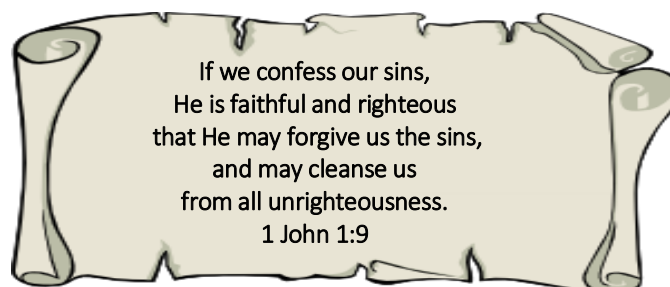 If we confess our sins,
He is faithful and righteous
that He may forgive us the sins,
and may cleanse us
from all unrighteousness.
1 John 1:9